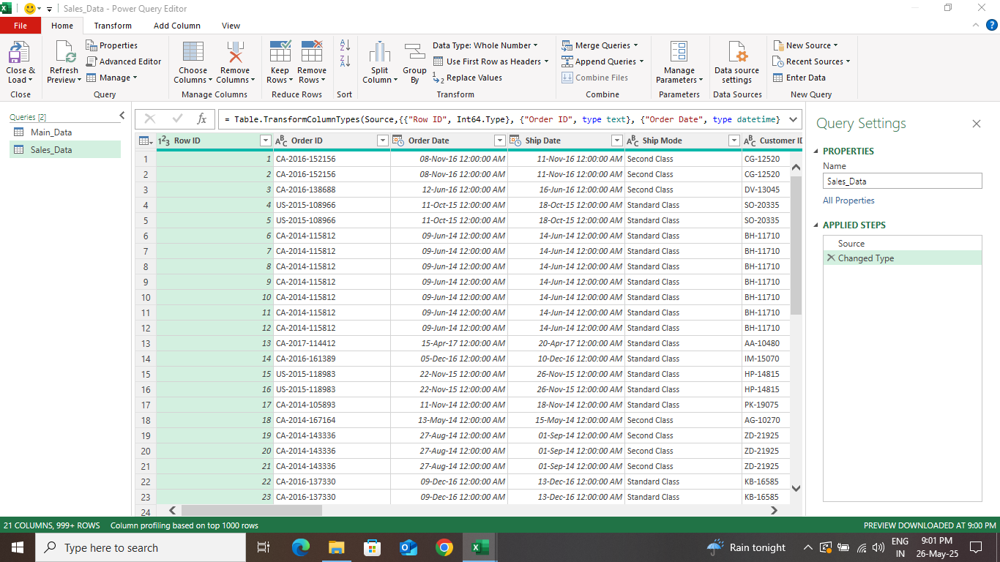 Sales_Data - Power Query Editor
File Home Transform Add Column View
Close & Load
Refresh Preview
Properties
Advanced Editor
Manage
Choose Columns
Remove Columns
Keep Rows
Remove Rows
Split Column
Group By
Data Type: Whole Number
Use First Row as Headers
Replace Values
Merge Queries
Append Queries
Combine Files
Manage Parameters
Data source settings
New Source
Recent Sources
Enter Data
Close Query Manage Columns Reduce Rows Sort Transform Combine Parameters Data Sources New Query
Queries [2]
Main_Data
Sales_Data
fx = Table.TransformColumnTypes(Source,{{"Row ID", Int64.Type}, {"Order ID", type text}, {"Order Date", type datetime}
Row ID Order ID Order Date Ship Date Ship Mode Customer ID
1 1 CA-2016-152156 08-Nov-16 12:00:00 AM 11-Nov-16 12:00:00 AM Second Class CG-12520
2 2 CA-2016-152156 08-Nov-16 12:00:00 AM 11-Nov-16 12:00:00 AM Second Class CG-12520
3 3 CA-2016-138688 12-Jun-16 12:00:00 AM 16-Jun-16 12:00:00 AM Second Class DV-13045
4 4 US-2015-108966 11-Oct-15 12:00:00 AM 18-Oct-15 12:00:00 AM Standard Class SO-20335
5 5 US-2015-108966 11-Oct-15 12:00:00 AM 18-Oct-15 12:00:00 AM Standard Class SO-20335
6 6 CA-2014-115812 09-Jun-14 12:00:00 AM 14-Jun-14 12:00:00 AM Standard Class BH-11710
7 7 CA-2014-115812 09-Jun-14 12:00:00 AM 14-Jun-14 12:00:00 AM Standard Class BH-11710
8 8 CA-2014-115812 09-Jun-14 12:00:00 AM 14-Jun-14 12:00:00 AM Standard Class BH-11710
9 9 CA-2014-115812 09-Jun-14 12:00:00 AM 14-Jun-14 12:00:00 AM Standard Class BH-11710
10 10 CA-2014-115812 09-Jun-14 12:00:00 AM 14-Jun-14 12:00:00 AM Standard Class BH-11710
11 11 CA-2014-115812 09-Jun-14 12:00:00 AM 14-Jun-14 12:00:00 AM Standard Class BH-11710
12 12 CA-2014-115812 09-Jun-14 12:00:00 AM 14-Jun-14 12:00:00 AM Standard Class BH-11710
13 13 CA-2017-114412 15-Apr-17 12:00:00 AM 20-Apr-17 12:00:00 AM Standard Class AA-10480
14 14 CA-2016-161389 05-Dec-16 12:00:00 AM 10-Dec-16 12:00:00 AM Standard Class IM-15070
15 15 US-2015-118983 22-Nov-15 12:00:00 AM 26-Nov-15 12:00:00 AM Standard Class HP-14815
16 16 US-2015-118983 22-Nov-15 12:00:00 AM 26-Nov-15 12:00:00 AM Standard Class HP-14815
17 17 CA-2014-105893 11-Nov-14 12:00:00 AM 18-Nov-14 12:00:00 AM Standard Class PK-19075
18 18 CA-2014-167164 13-May-14 12:00:00 AM 15-May-14 12:00:00 AM Second Class AG-10270
19 19 CA-2014-143336 27-Aug-14 12:00:00 AM 01-Sep-14 12:00:00 AM Second Class ZD-21925
20 20 CA-2014-143336 27-Aug-14 12:00:00 AM 01-Sep-14 12:00:00 AM Second Class ZD-21925
21 21 CA-2014-143336 27-Aug-14 12:00:00 AM 01-Sep-14 12:00:00 AM Second Class ZD-21925
22 22 CA-2016-137330 09-Dec-16 12:00:00 AM 13-Dec-16 12:00:00 AM Standard Class KB-16585
23 23 CA-2016-137330 09-Dec-16 12:00:00 AM 13-Dec-16 12:00:00 AM Standard Class KB-16585
24
Query Settings
PROPERTIES
Name
Sales_Data
All Properties
APPLIED STEPS
Source
Changed Type
21 COLUMNS, 999+ ROWS Column profiling based on top 1000 rows PREVIEW DOWNLOADED AT 9:00 PM
Type here to search
Rain tonight
ENG
IN
9:01 PM
26-May-25